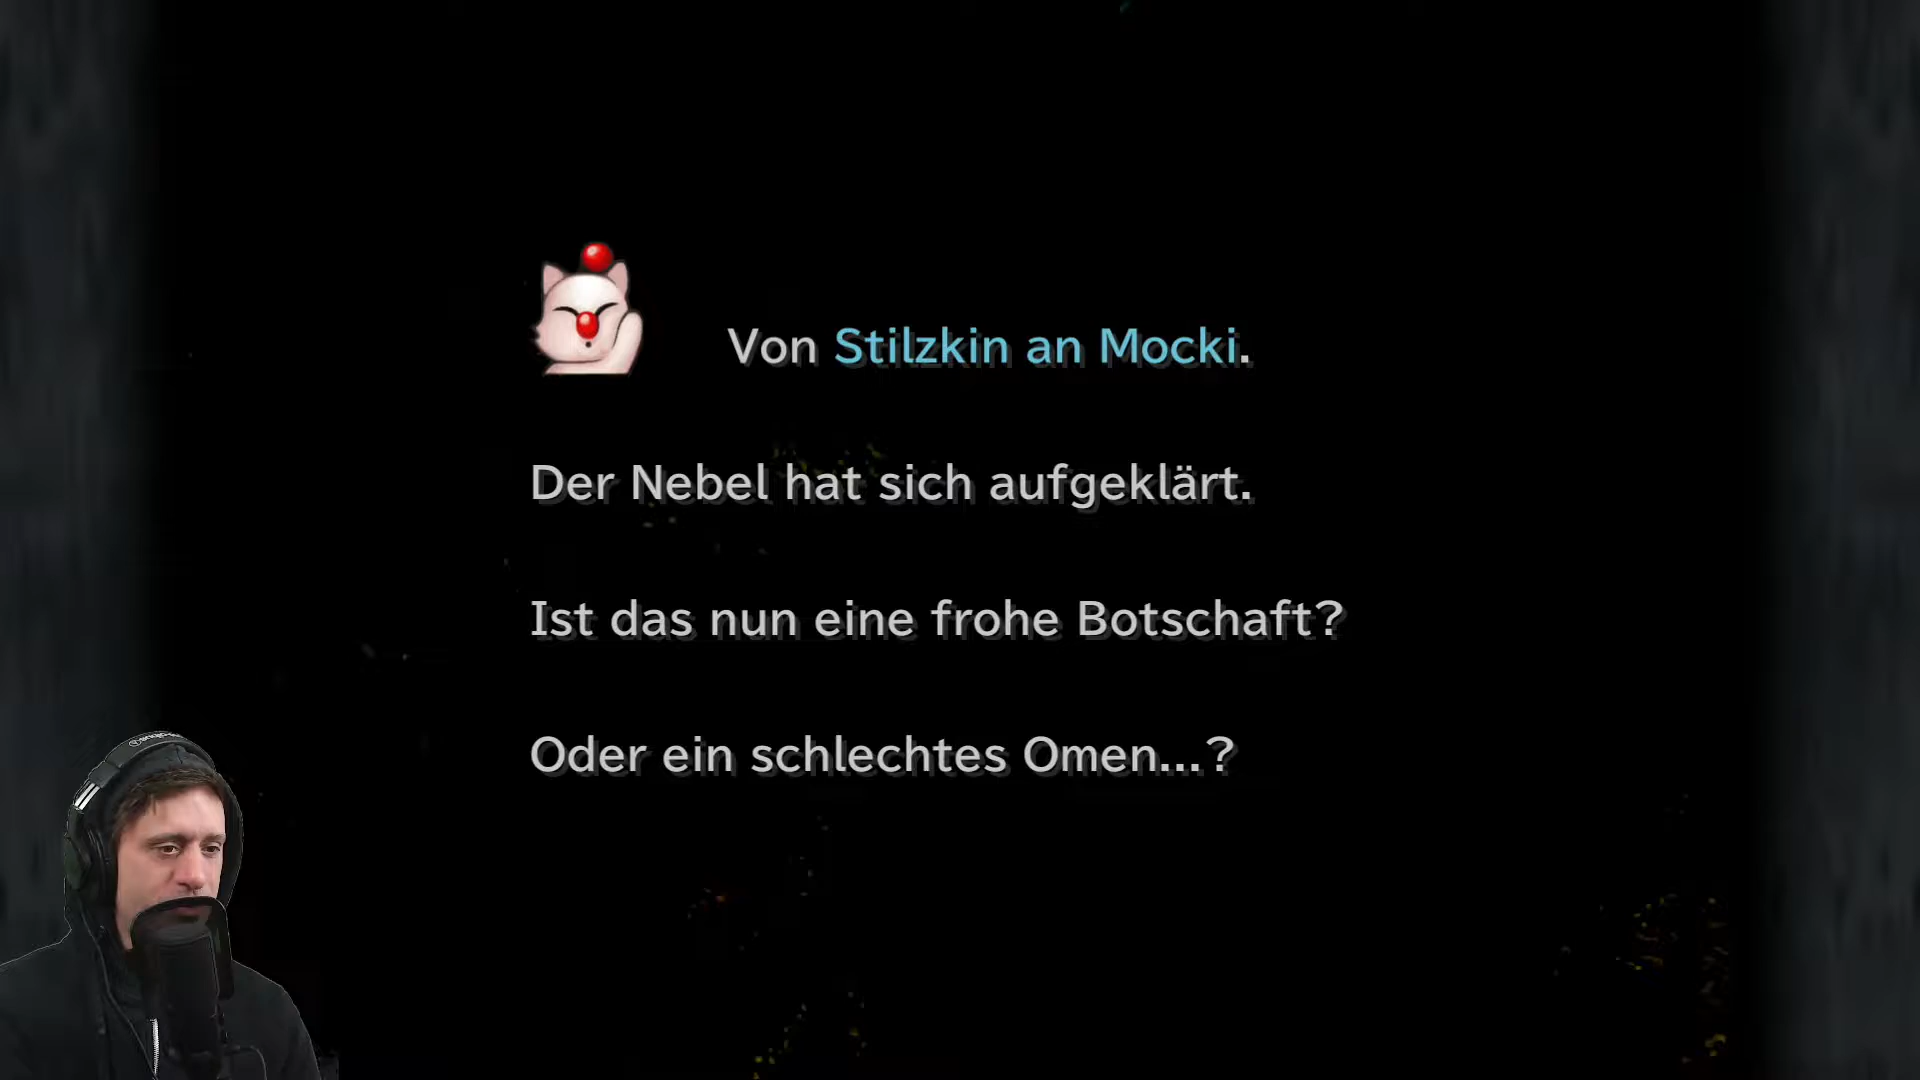 Von Stilzkin an Mocki.
Der Nebel hat sich aufgeklärt.
Ist das nun eine frohe Botschaft?
Oder ein schlechtes Omen...?